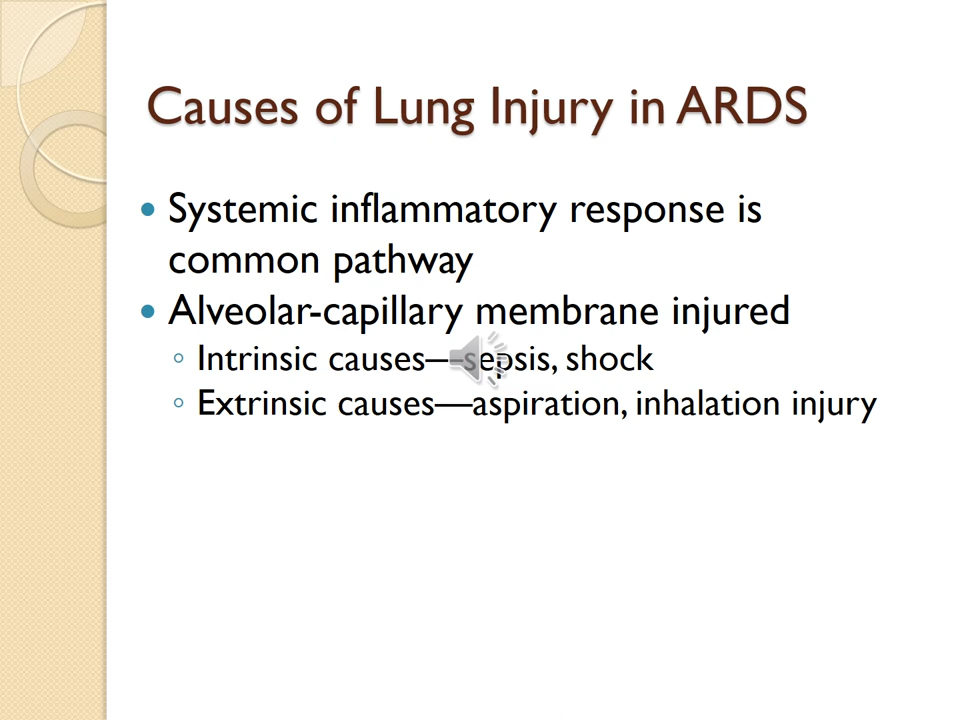 Causes of Lung Injury in ARDS
• Systemic inflammatory response is
common pathway
• Alveolar-capillary membrane injured
◦ Intrinsic causes—sepsis, shock
◦ Extrinsic causes—aspiration, inhalation injury